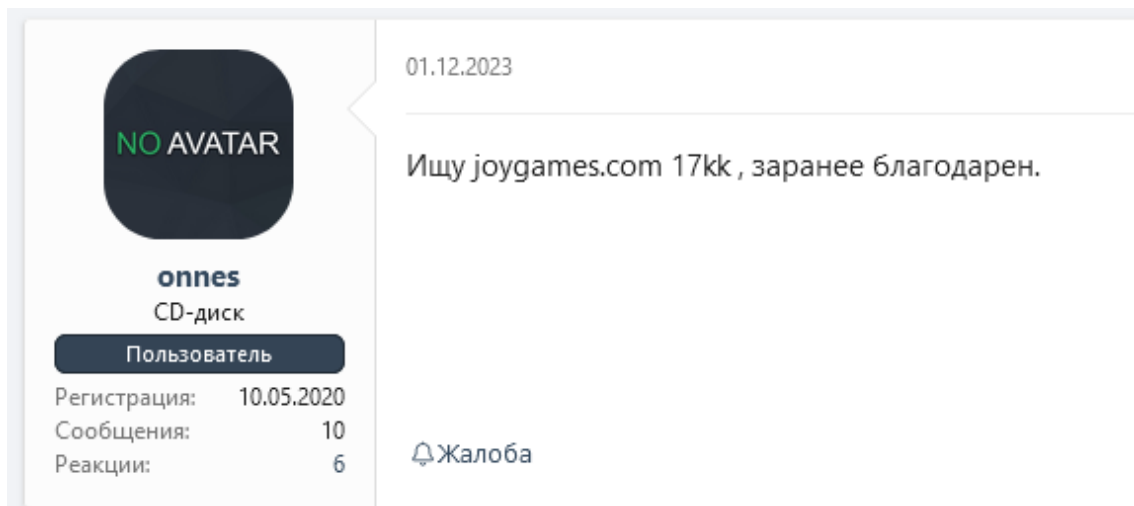 NO AVATAR
onnes
CD-диск
Пользователь
Регистрация: 10.05.2020
Сообщения: 10
Реакции: 6
01.12.2023
Ищу joygames.com 17kk , заранее благодарен.
Жалоба